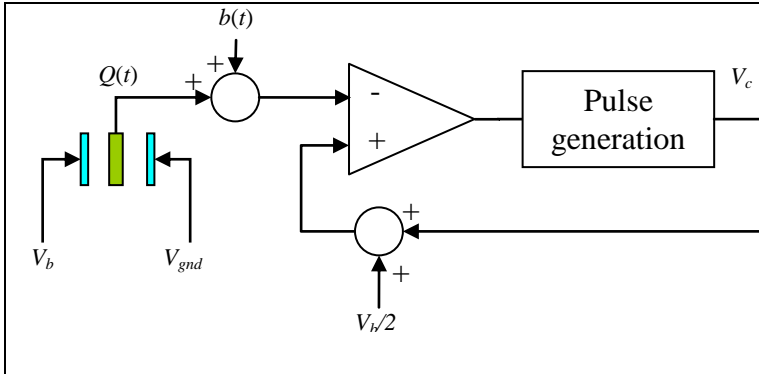 b(t)
+
Q(t)
+
-
+
Pulse
generation
V_c
+
+
V_b
V_gnd
V_b/2